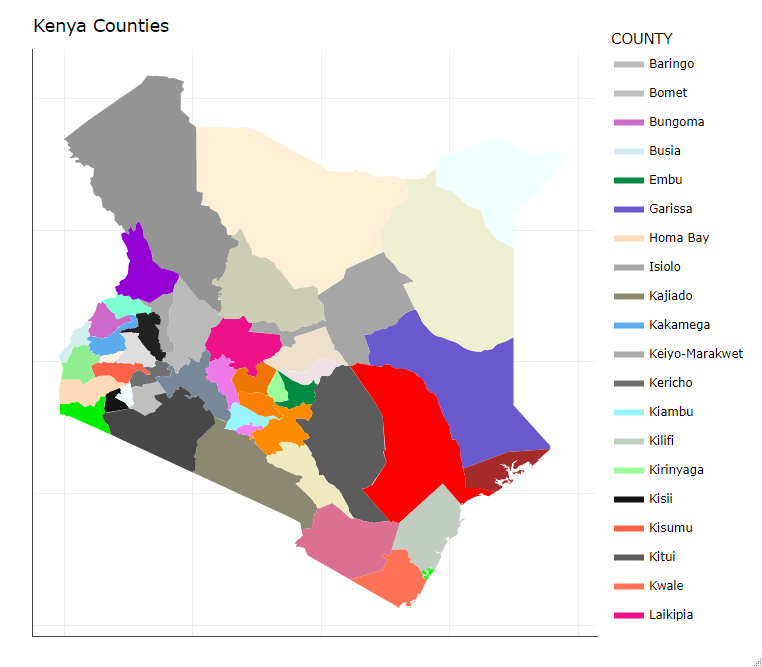 Kenya Counties
COUNTY
Baringo
Bomet
Bungoma
Busia
Embu
Garissa
Homa Bay
Isiolo
Kajiado
Kakamega
Keiyo-Marakwet
Kericho
Kiambu
Kilifi
Kirinyaga
Kisii
Kisumu
Kitui
Kwale
Laikipia